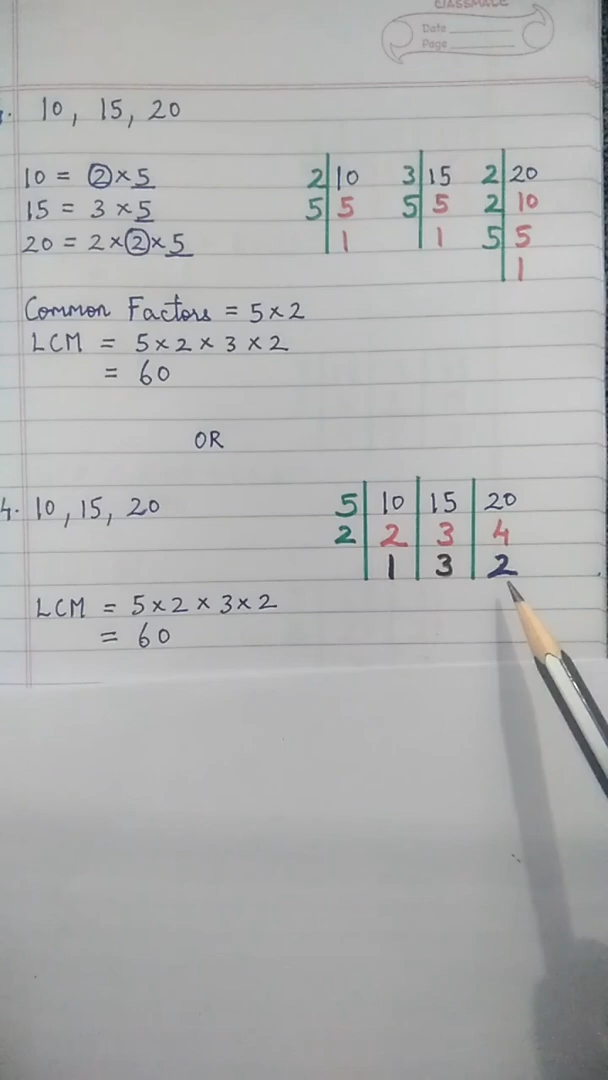 CLASSMATE
Date
Page
10, 15, 20
10 = 2 × 5
15 = 3 × 5
20 = 2 × 2 × 5
2 10
5 5
1
3 15
5 5
1
2 20
2 10
5 5
1
Common Factors = 5 × 2
LCM = 5 × 2 × 3 × 2
= 60
OR
4. 10, 15, 20
5 10 15 20
2 2 3 4
1 3 2
LCM = 5 × 2 × 3 × 2
= 60